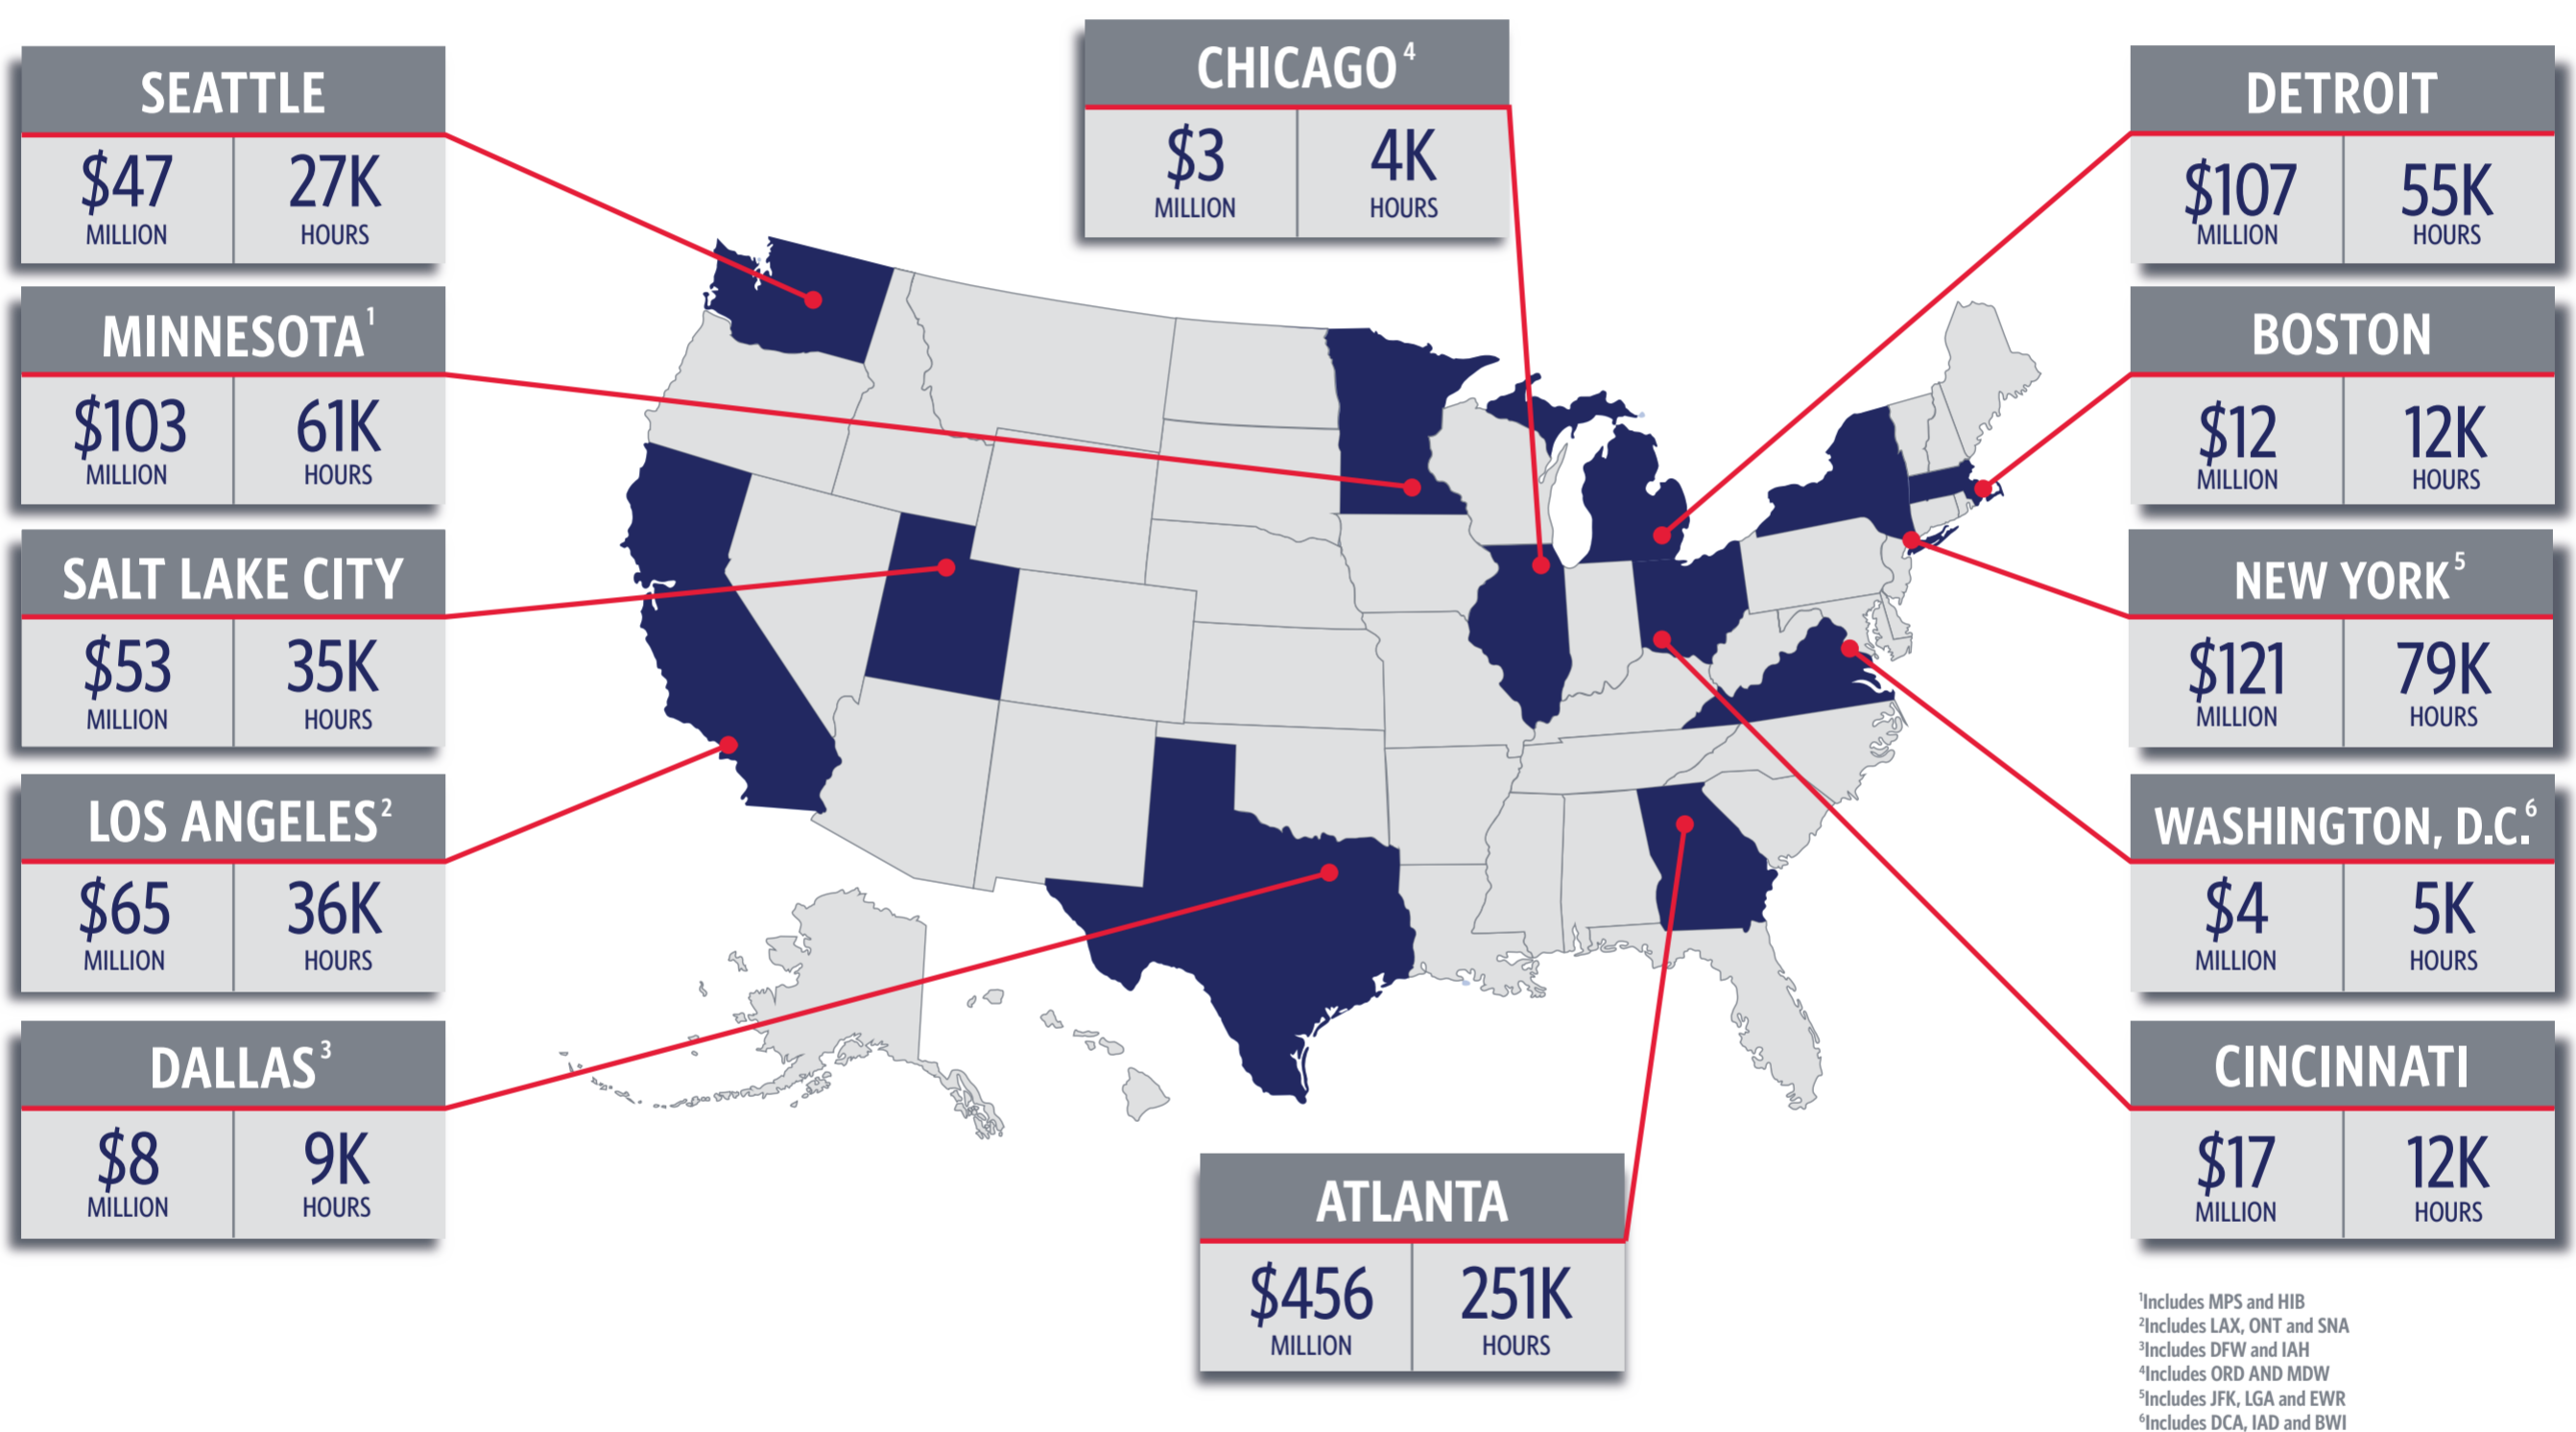 SEATTLE
$47 27K
MILLION HOURS
MINNESOTA¹
$103 61K
MILLION HOURS
SALT LAKE CITY
$53 35K
MILLION HOURS
LOS ANGELES²
$65 36K
MILLION HOURS
DALLAS³
$8 9K
MILLION HOURS
CHICAGO⁴
$3 4K
MILLION HOURS
ATLANTA
$456 251K
MILLION HOURS
DETROIT
$107 55K
MILLION HOURS
BOSTON
$12 12K
MILLION HOURS
NEW YORK⁵
$121 79K
MILLION HOURS
WASHINGTON, D.C.⁶
$4 5K
MILLION HOURS
CINCINNATI
$17 12K
MILLION HOURS
¹Includes MPS and HIB
²Includes LAX, ONT and SNA
³Includes DFW and IAH
⁴Includes ORD AND MDW
⁵Includes JFK, LGA and EWR
⁶Includes DCA, IAD and BWI